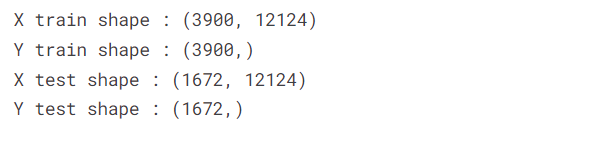 X train shape : (3900, 12124)
Y train shape : (3900,)
X test shape : (1672, 12124)
Y test shape : (1672,)